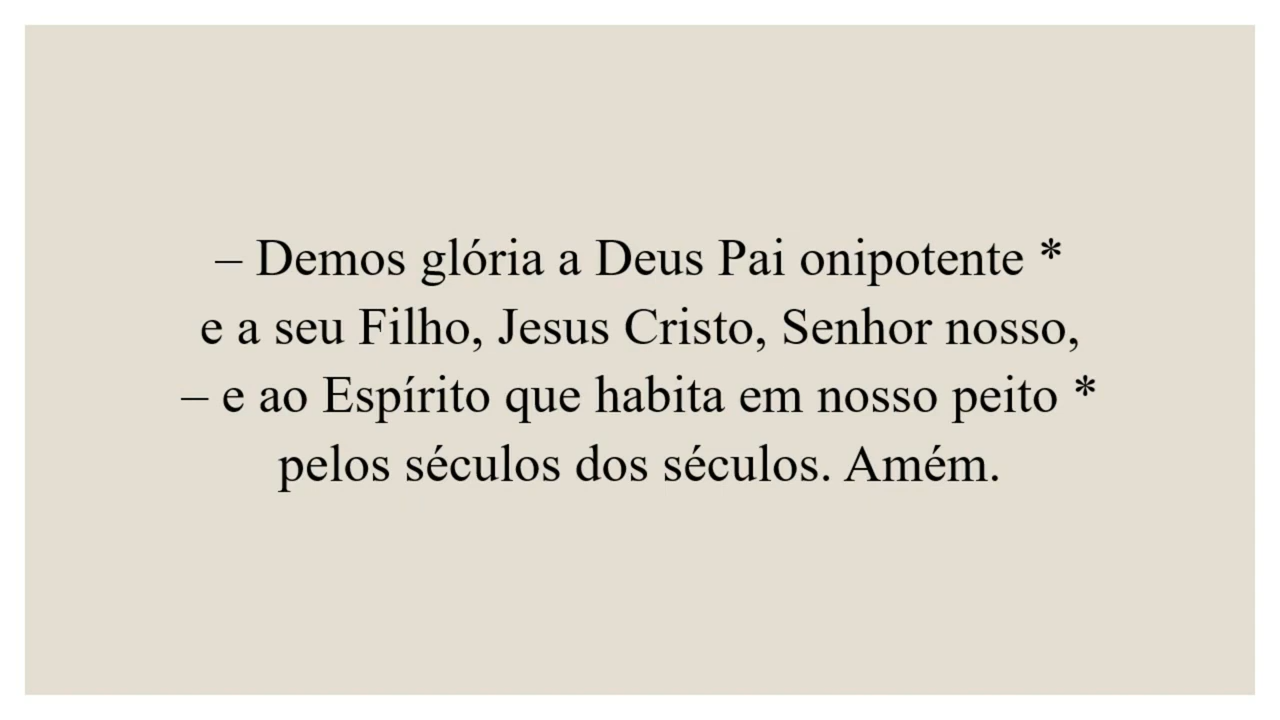 – Demos glória a Deus Pai onipotente *
e a seu Filho, Jesus Cristo, Senhor nosso,
– e ao Espírito que habita em nosso peito *
pelos séculos dos séculos. Amém.